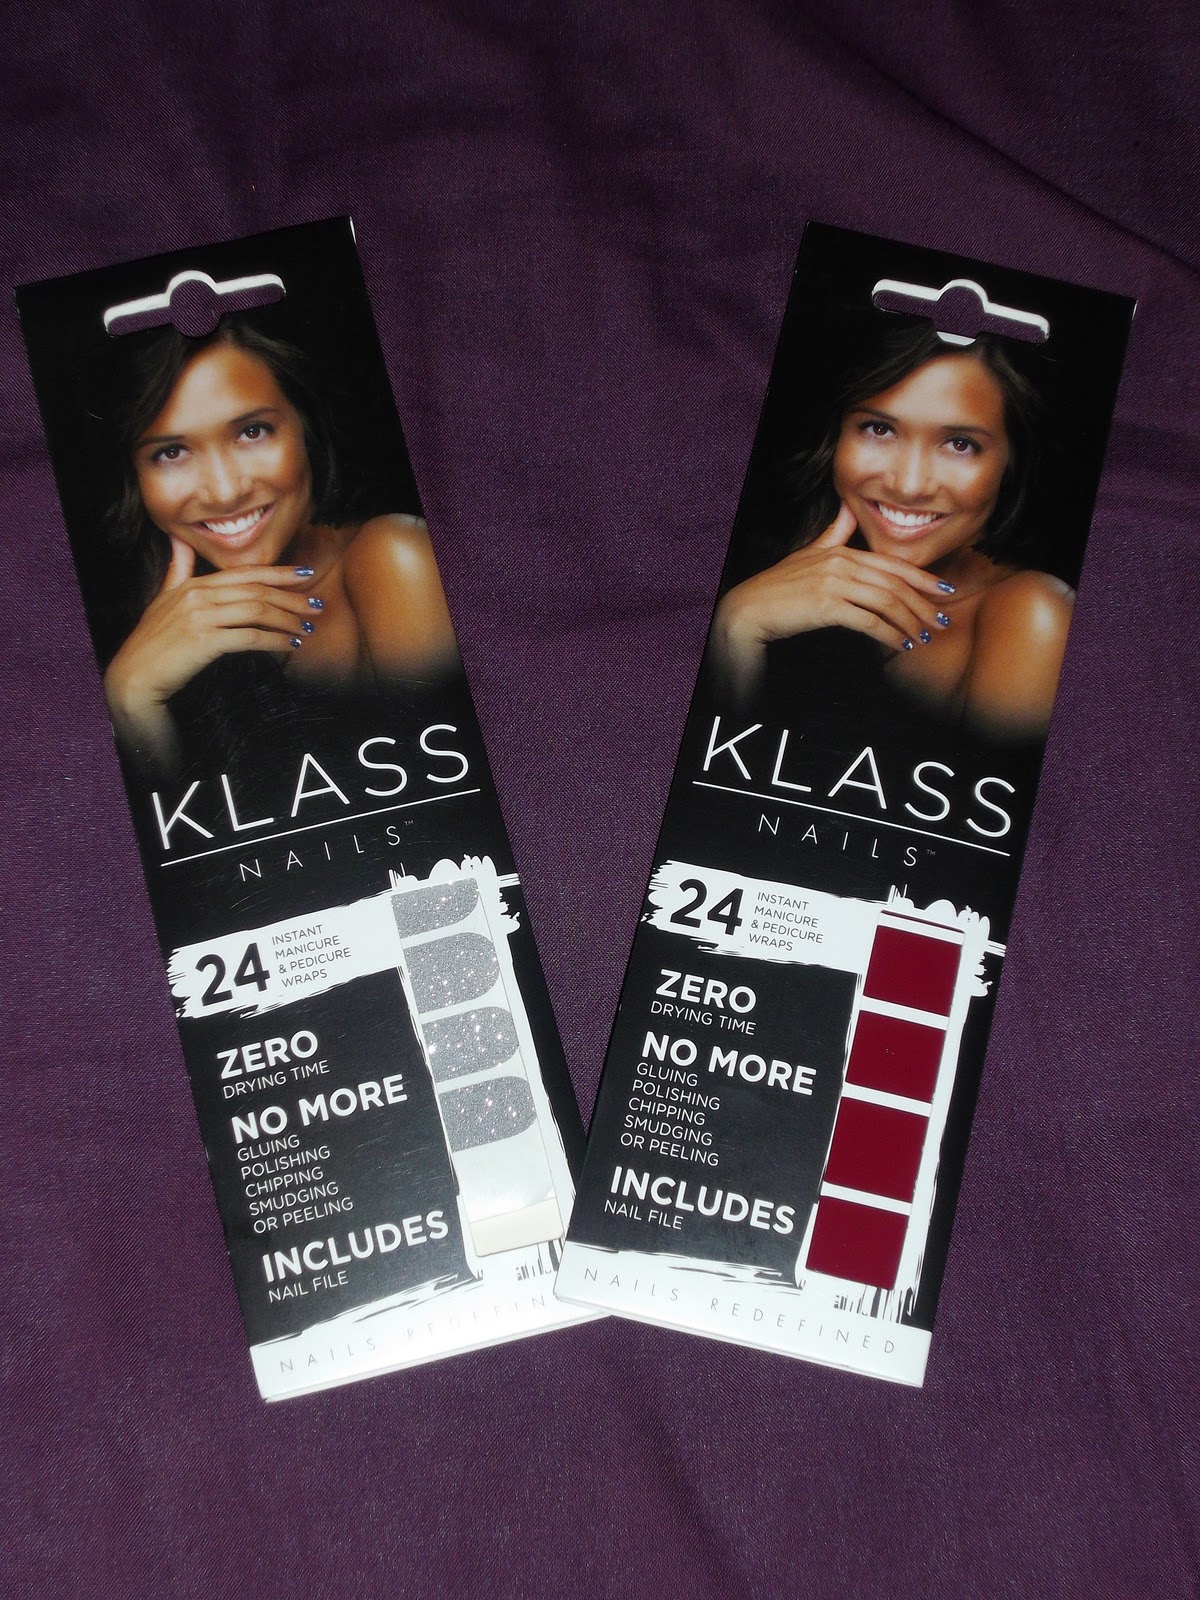 KLASS
NAILS™
24
INSTANT
MANICURE
& PEDICURE
WRAPS
ZERO
DRYING TIME
NO MORE
GLUING
POLISHING
CHIPPING
SMUDGING
OR PEELING
INCLUDES
NAIL FILE
NAILS REDEFIN
KLASS
NAILS™
24
INSTANT
MANICURE
& PEDICURE
WRAPS
ZERO
DRYING TIME
NO MORE
GLUING
POLISHING
CHIPPING
SMUDGING
OR PEELING
INCLUDES
NAIL FILE
NAILS REDEFINED